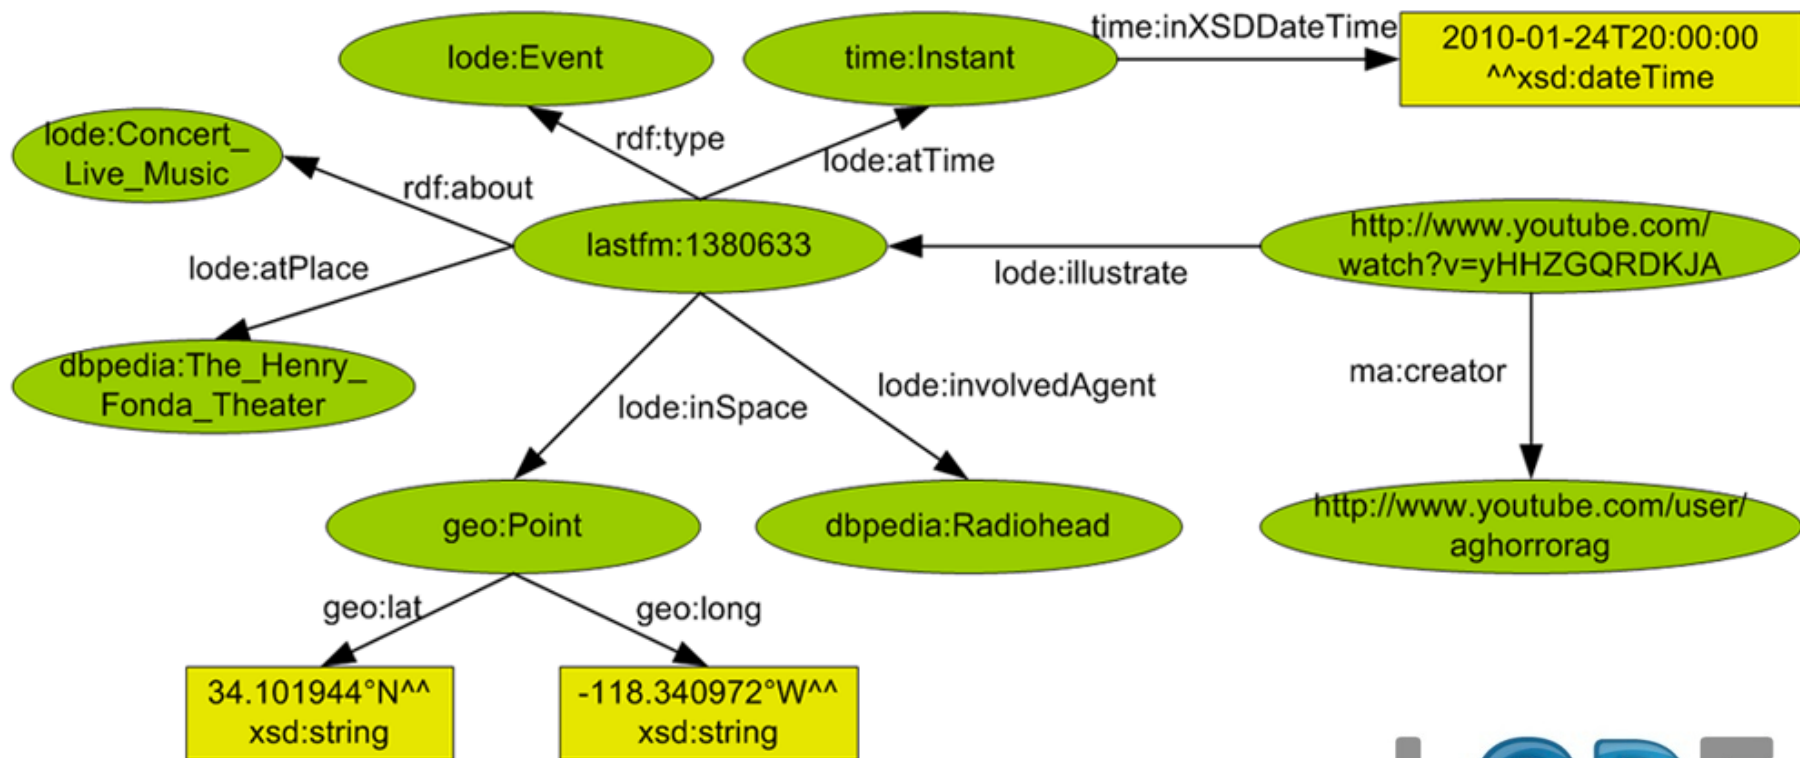 time:inXSDDateTime
lode:Event
time:Instant
2010-01-24T20:00:00
^^xsd:dateTime
lode:Concert_
Live_Music
rdf:type
lode:atTime
rdf:about
lastfm:1380633
http://www.youtube.com/
watch?v=yHHZGQRDKJA
lode:atPlace
lode:illustrate
dbpedia:The_Henry_
Fonda_Theater
lode:inSpace
lode:involvedAgent
ma:creator
geo:Point
dbpedia:Radiohead
http://www.youtube.com/user/
aghorrorag
geo:lat
geo:long
34.101944°N^^
xsd:string
-118.340972°W^^
xsd:string